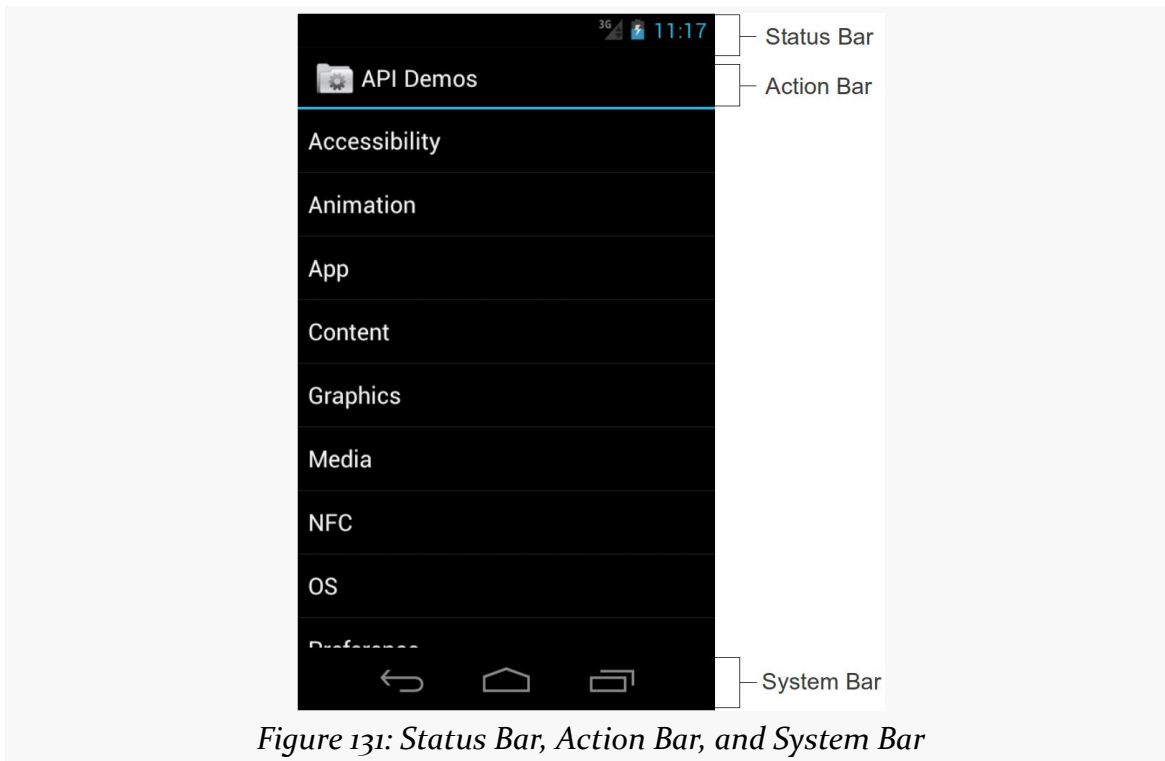 3G 11:17
Status Bar
API Demos
Action Bar
Accessibility
Animation
App
Content
Graphics
Media
NFC
OS
Preference
System Bar
Figure 131: Status Bar, Action Bar, and System Bar